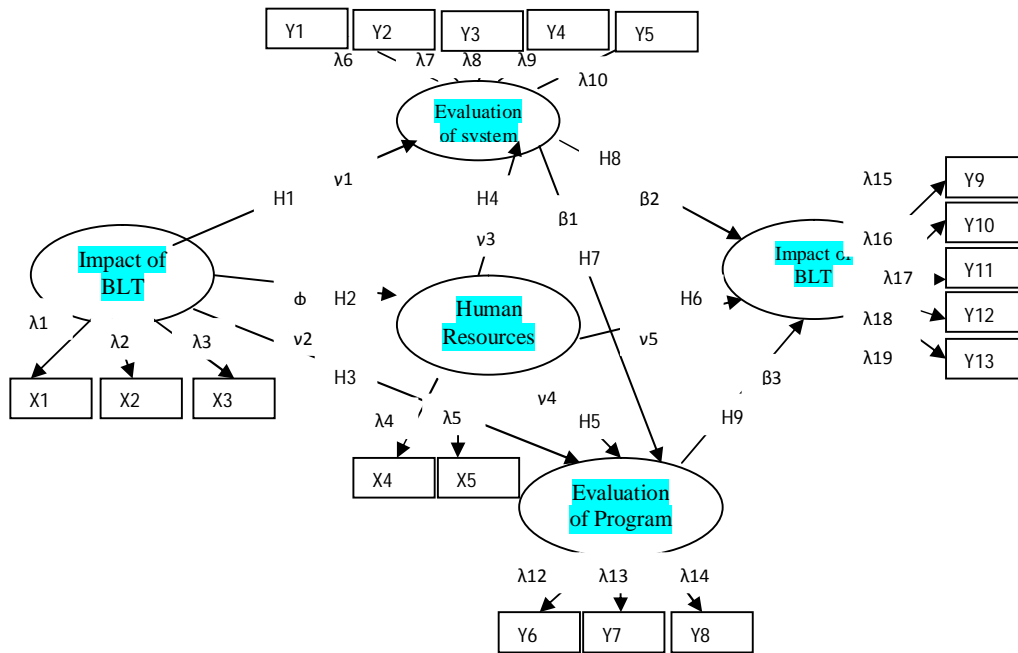 Y1 Y2 Y3 Y4 Y5
λ6 λ7 λ8 λ9 λ10
Evaluation
of system
H8
ν1
H1
H4
β1
β2
λ15
Y9
λ16
Y10
Impact of
BLT
ν3
H7
Impact of
BLT
λ17
Y11
ϕ H2
Human
Resources
H6
λ18
Y12
λ1
λ2
λ3
ν2
ν5
λ19
Y13
X1 X2 X3
H3
ν4
β3
λ4
λ5
H5
H9
X4 X5
Evaluation
of Program
λ12 λ13 λ14
Y6 Y7 Y8